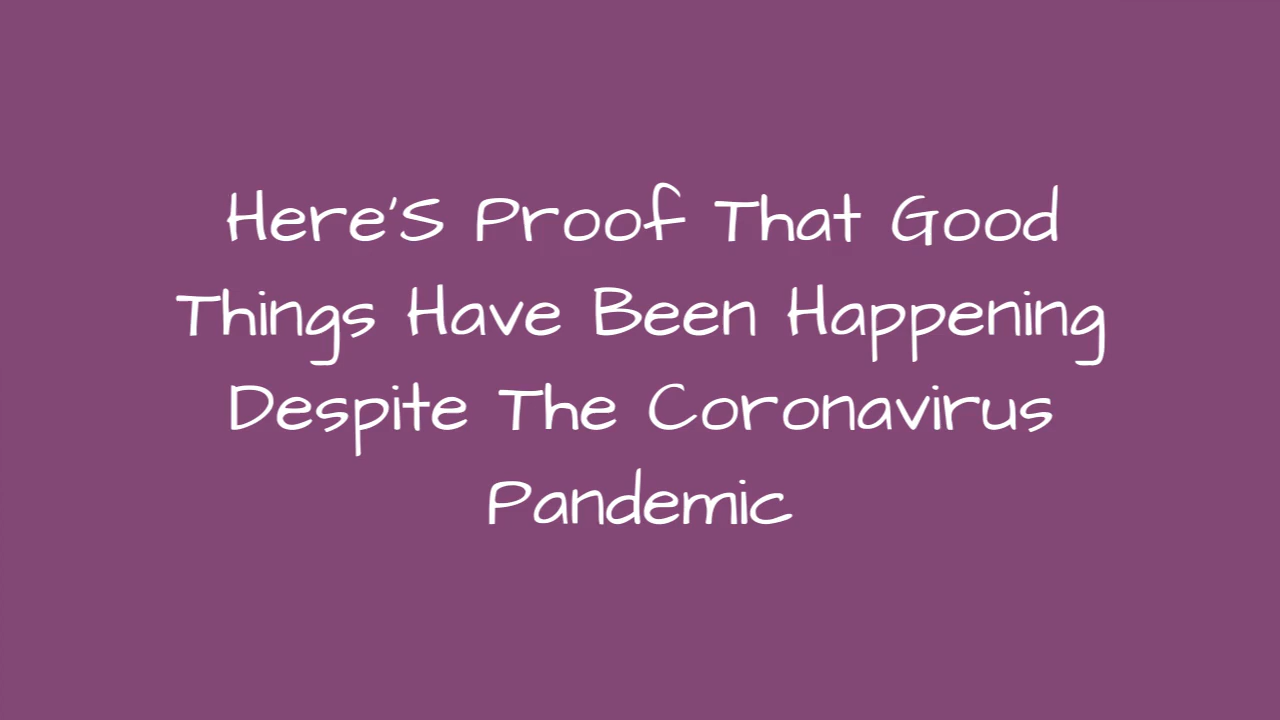 Here'S Proof That Good
Things Have Been Happening
Despite The Coronavirus
Pandemic